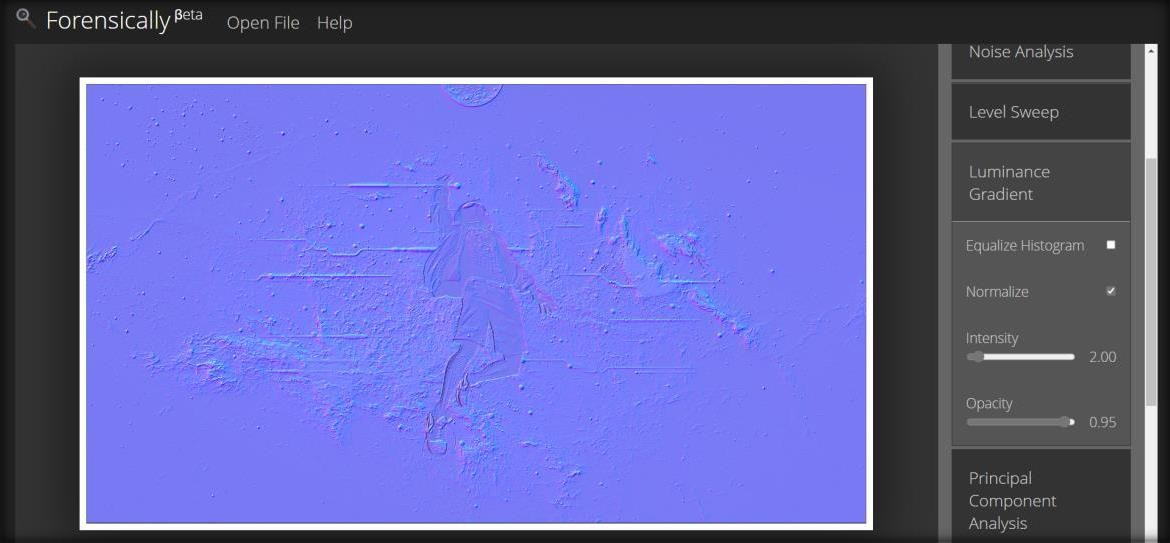 Forensically βeta Open File Help
Noise Analysis
Level Sweep
Luminance
Gradient
Equalize Histogram
Normalize
Intensity
2.00
Opacity
0.95
Principal
Component
Analysis